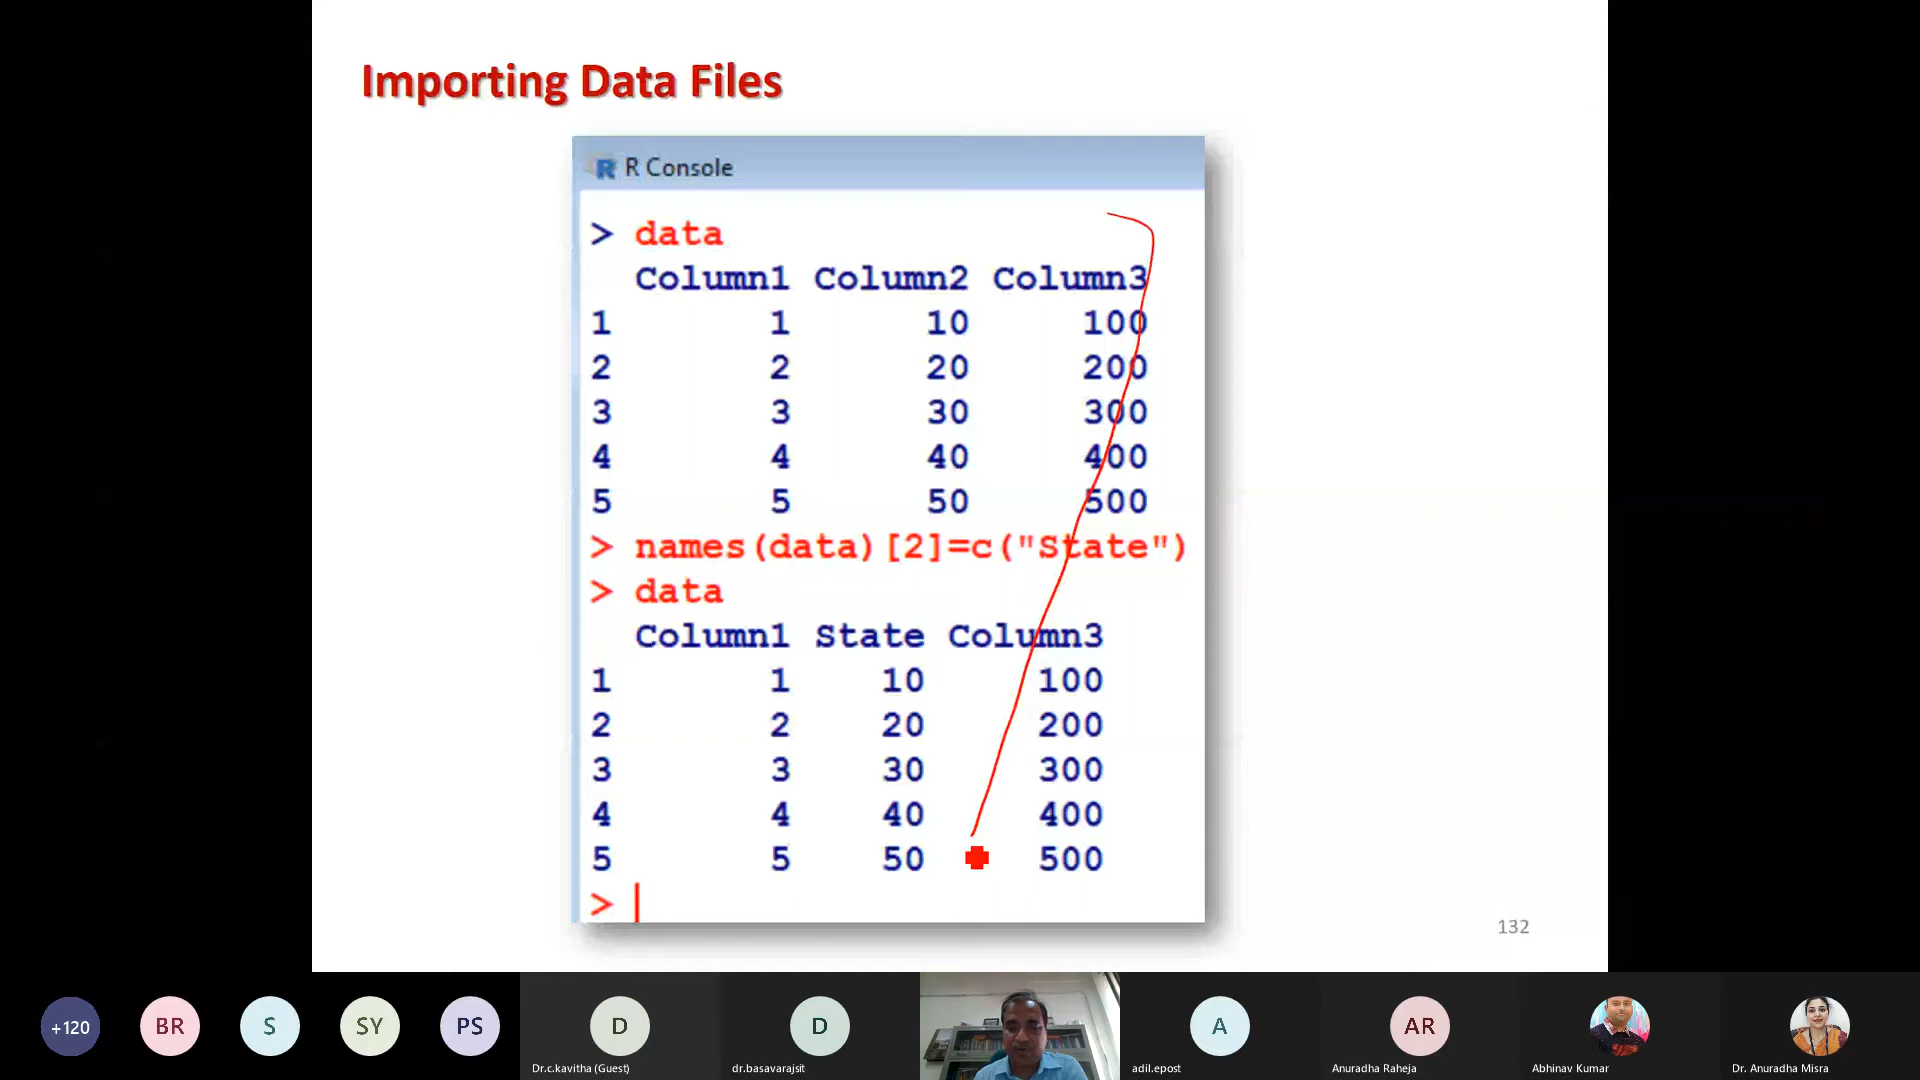 Importing Data Files
R Console
> data
Column1 Column2 Column3
1 1 10 100
2 2 20 200
3 3 30 300
4 4 40 400
5 5 50 500
> names(data)[2]=c("State")
> data
Column1 State Column3
1 1 10 100
2 2 20 200
3 3 30 300
4 4 40 400
5 5 50 500
>
132
+120 BR S SY PS D D A AR
Dr.c.kavitha (Guest) dr.basavarajsit adil.epost Anuradha Raheja Abhinav Kumar Dr. Anuradha Misra